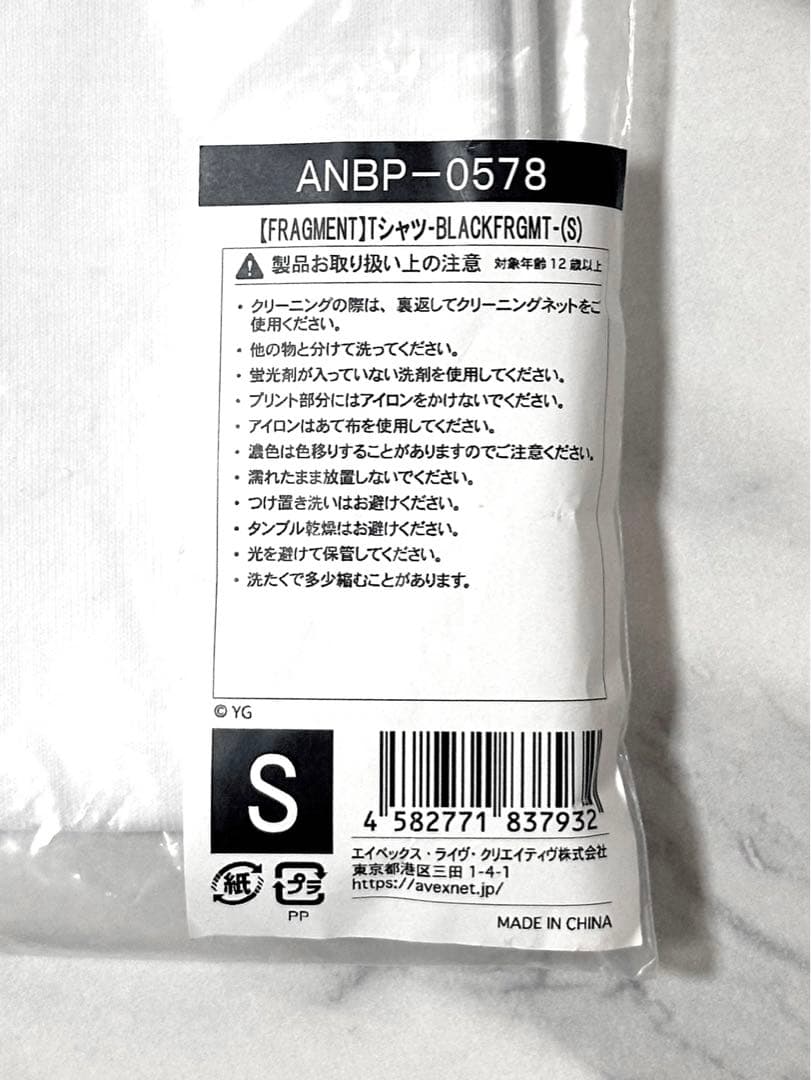 ANBP-0578
【FRAGMENT】Tシャツ-BLACKFRGMT-(S)
製品お取り扱い上の注意 対象年齢12歳以上
・クリーニングの際は、裏返してクリーニングネットをご
使用ください。
・他の物と分けて洗ってください。
・蛍光剤が入っていない洗剤を使用してください。
・プリント部分にはアイロンをかけないでください。
・アイロンはあて布を使用してください。
・濃色は色移りすることがありますのでご注意ください。
・濡れたまま放置しないでください。
・つけ置き洗いはお避けください。
・タンブル乾燥はお避けください。
・光を避けて保管してください。
・洗たくで多少縮むことがあります。
© YG
S
4 582771 837932
エイベックス・ライヴ・クリエイティヴ株式会社
東京都港区三田 1-4-1
https://avexnet.jp/
紙 プラ
PP
MADE IN CHINA